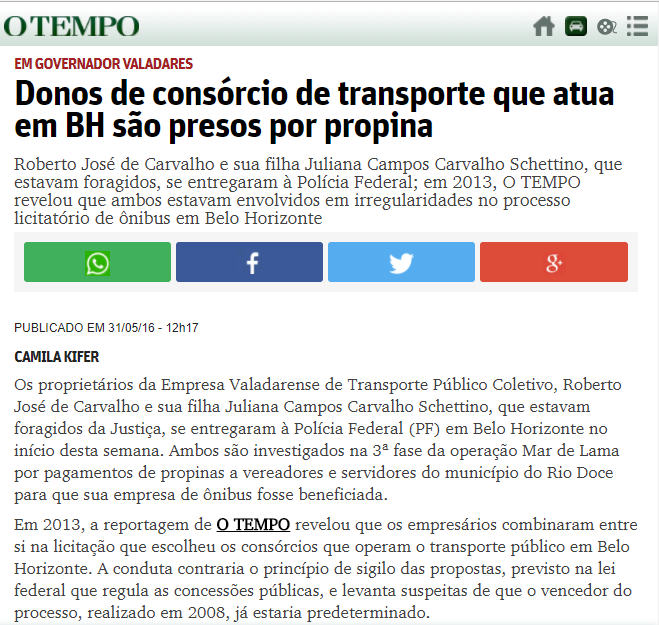 O TEMPO
EM GOVERNADOR VALADARES
Donos de consórcio de transporte que atua
em BH são presos por propina
Roberto José de Carvalho e sua filha Juliana Campos Carvalho Schettino, que
estavam foragidos, se entregaram à Polícia Federal; em 2013, O TEMPO
revelou que ambos estavam envolvidos em irregularidades no processo
licitatório de ônibus em Belo Horizonte
PUBLICADO EM 31/05/16 - 12h17
CAMILA KIFER
Os proprietários da Empresa Valadarense de Transporte Público Coletivo, Roberto
José de Carvalho e sua filha Juliana Campos Carvalho Schettino, que estavam
foragidos da Justiça, se entregaram à Polícia Federal (PF) em Belo Horizonte no
início desta semana. Ambos são investigados na 3ª fase da operação Mar de Lama
por pagamentos de propinas a vereadores e servidores do município do Rio Doce
para que sua empresa de ônibus fosse beneficiada.
Em 2013, a reportagem de O TEMPO revelou que os empresários combinaram entre
si na licitação que escolheu os consórcios que operam o transporte público em Belo
Horizonte. A conduta contraria o princípio de sigilo das propostas, previsto na lei
federal que regula as concessões públicas, e levanta suspeitas de que o vencedor do
processo, realizado em 2008, já estaria predeterminado.